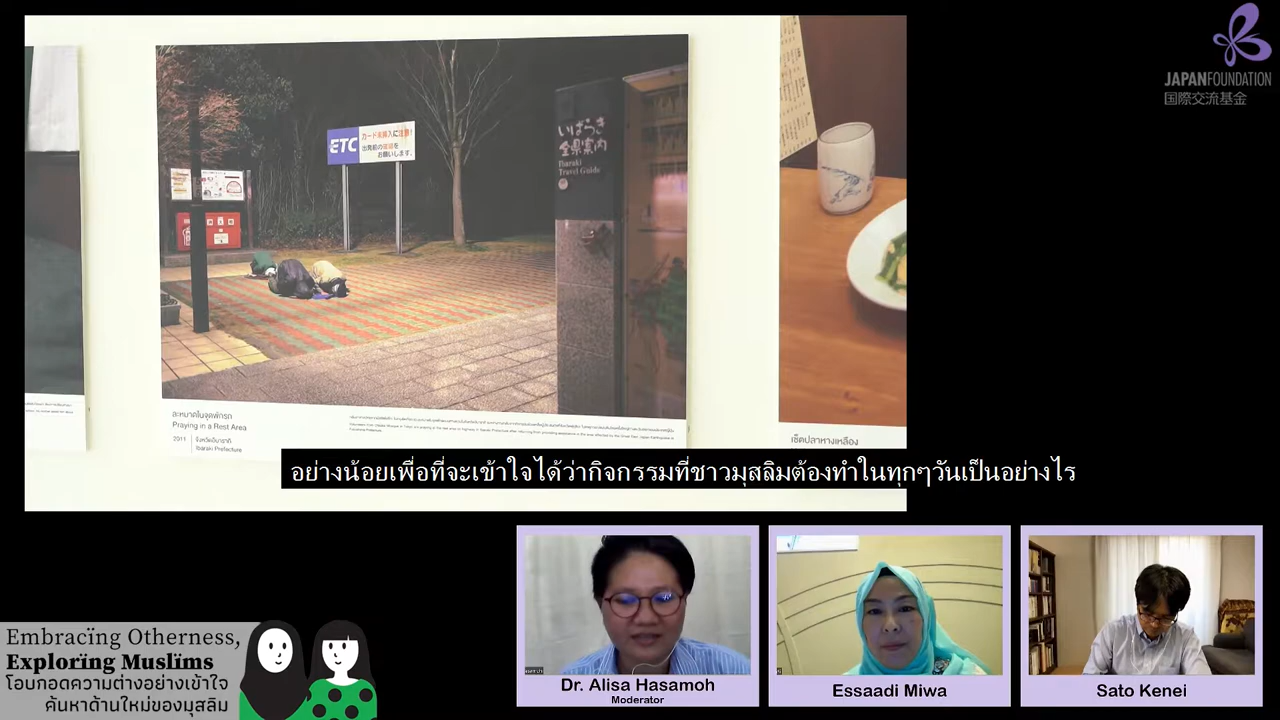 JAPANFOUNDATION
国際交流基金
ETC
カード未挿入に注意!
出発前の確認を
お願いします。
いばらき
全県案内
Ibaraki
Travel Guide
ละหมาดในจุดพักรถ
Praying in a Rest Area
2011
จังหวัดอิบารากิ
Ibaraki Prefecture
เช็ดปลาหางเหลือง
อย่างน้อยเพื่อที่จะเข้าใจได้ว่ากิจกรรมที่ชาวมุสลิมต้องทำในทุกๆวันเป็นอย่างไร
Embracing Otherness,
Exploring Muslims
โอบกอดความต่างอย่างเข้าใจ
ค้นหาด้านใหม่ของมุสลิม
Dr. Alisa Hasamoh
Moderator
Essaadi Miwa
Sato Kenei